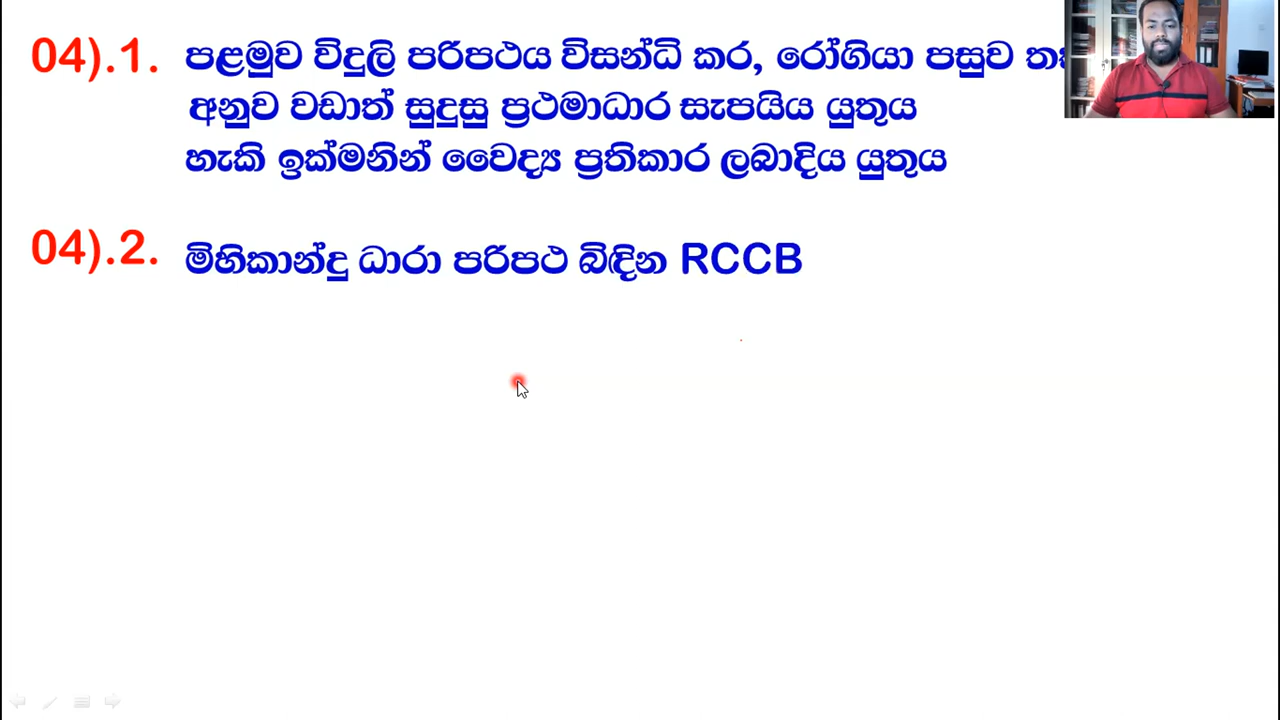 04).1. පළමුව විදුලි පරිපථය විසන්ධි කර, රෝගියා පසුව
අනුව වඩාත් සුදුසු ප්‍රථමාධාර සැපයිය යුතුය
හැකි ඉක්මනින් වෛද්‍ය ප්‍රතිකාර ලබාදිය යුතුය
04).2. මිහිකාන්දු ධාරා පරිපථ බිඳින RCCB